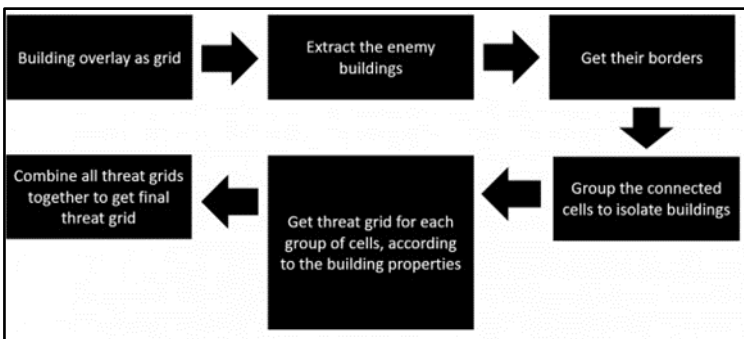 Building overlay as grid
Extract the enemy
buildings
Get their borders
Group the connected
cells to isolate buildings
Get threat grid for each
group of cells, according
to the building properties
Combine all threat grids
together to get final
threat grid